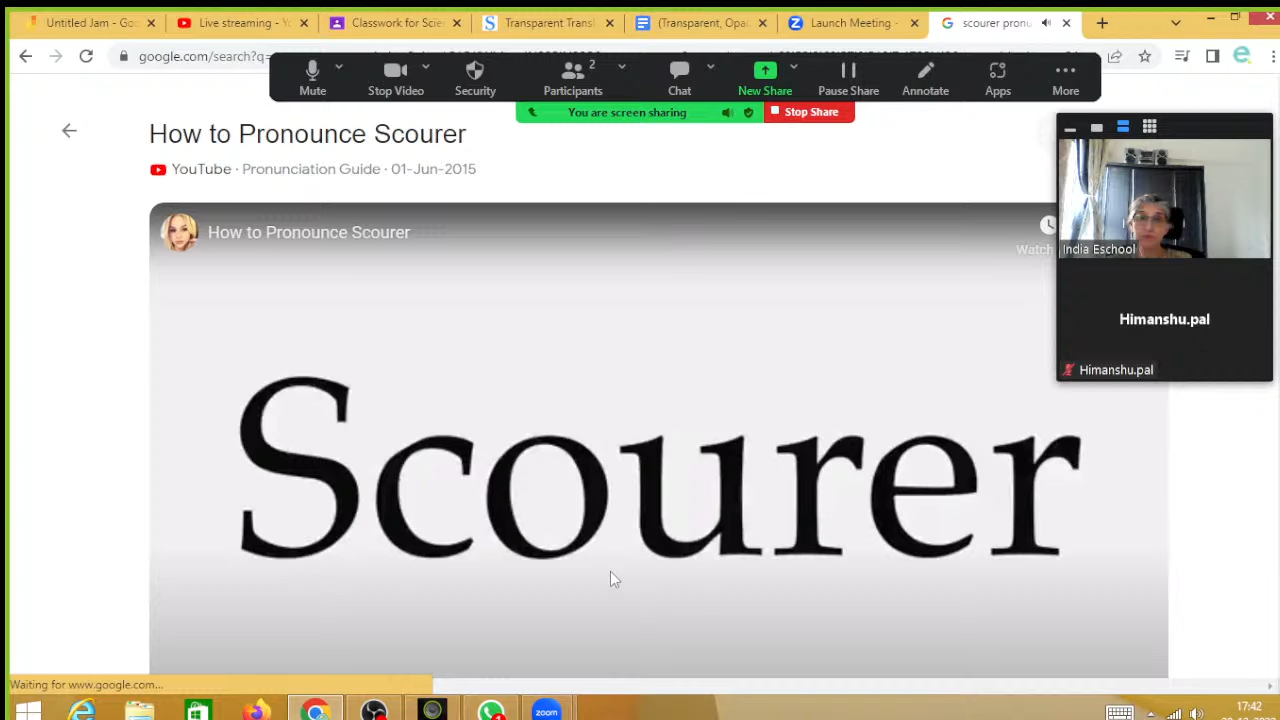 Untitled Jam -
Live streaming - Y
Classwork for Scie
Transparent Trans
(Transparent, Opa
Launch Meeting -
scourer pron
google.com/search?q=
Mute
Stop Video
Security
2
Participants
Chat
New Share
Pause Share
Annotate
Apps
More
You are screen sharing
Stop Share
How to Pronounce Scourer
YouTube · Pronunciation Guide · 01-Jun-2015
How to Pronounce Scourer
Watch
India Eschool
Himanshu.pal
Himanshu.pal
Scourer
Waiting for www.google.com...
zoom
17:42